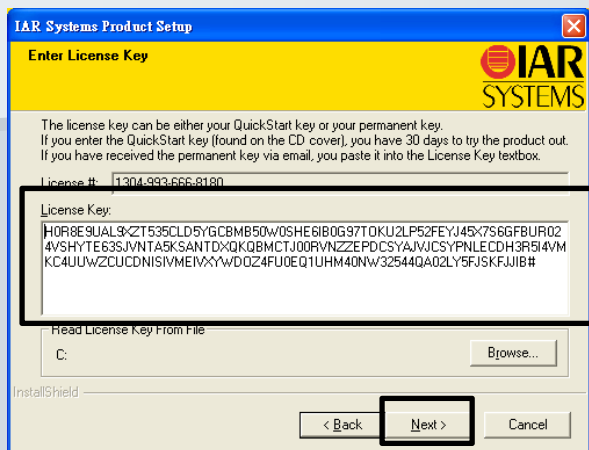 IAR Systems Product Setup
Enter License Key
IAR
SYSTEMS
The license key can be either your QuickStart key or your permanent key.
If you enter the QuickStart key (found on the CD cover), you have 30 days to try the product out.
If you have received the permanent key via email, you paste it into the License Key textbox.
License #: 1304-993-666-8180
License Key:
H0R8E9UAL9XZT535CLD5YGCBMB50W0SHE6IB0G97TOKU2LP52FEYJ45X7S6GFBUR02
4VSHYTE63SJVNTA5KSANTDXQKQBMCTJ00RVNZZEPDCSYAJVJCSYPNLECDH3R5I4VM
KC4UUWZCUCDNISIVMEIVXYWDOZ4FU0EQ1UHM40NW32544QA02LY5FJSKFJJIB#
Read License Key From File
C:
Browse...
InstallShield
< Back
Next >
Cancel